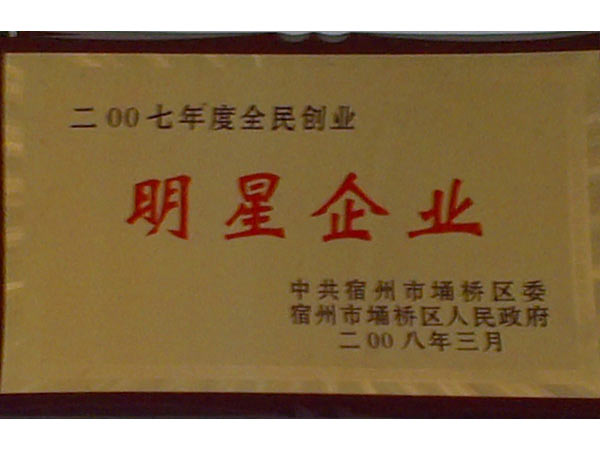 二00七年度全民创业
明星企业
中共宿州市埇桥区委
宿州市埇桥区人民政府
二00八年三月